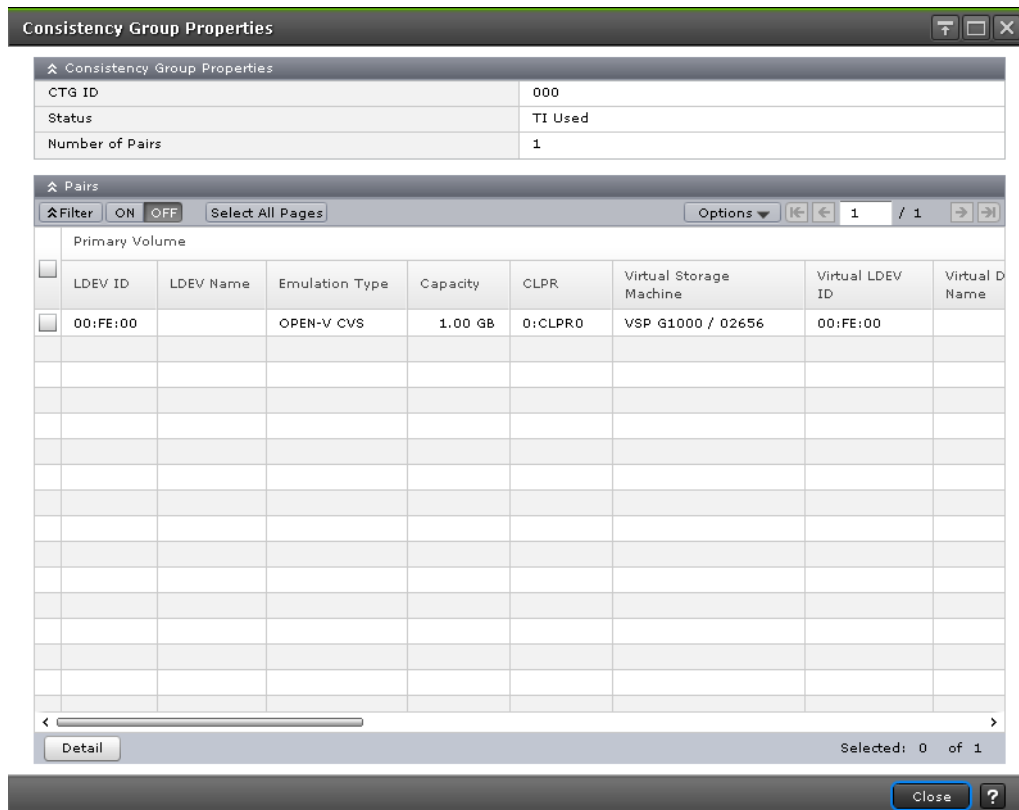 Consistency Group Properties
Consistency Group Properties
CTG ID 000
Status TI Used
Number of Pairs 1
Pairs
Filter ON OFF Select All Pages Options 1 / 1
Primary Volume
LDEV ID LDEV Name Emulation Type Capacity CLPR Virtual Storage Machine Virtual LDEV ID Virtual D Name
00:FE:00 OPEN-V CVS 1.00 GB 0:CLPR0 VSP G1000 / 02656 00:FE:00
Detail Selected: 0 of 1
Close ?